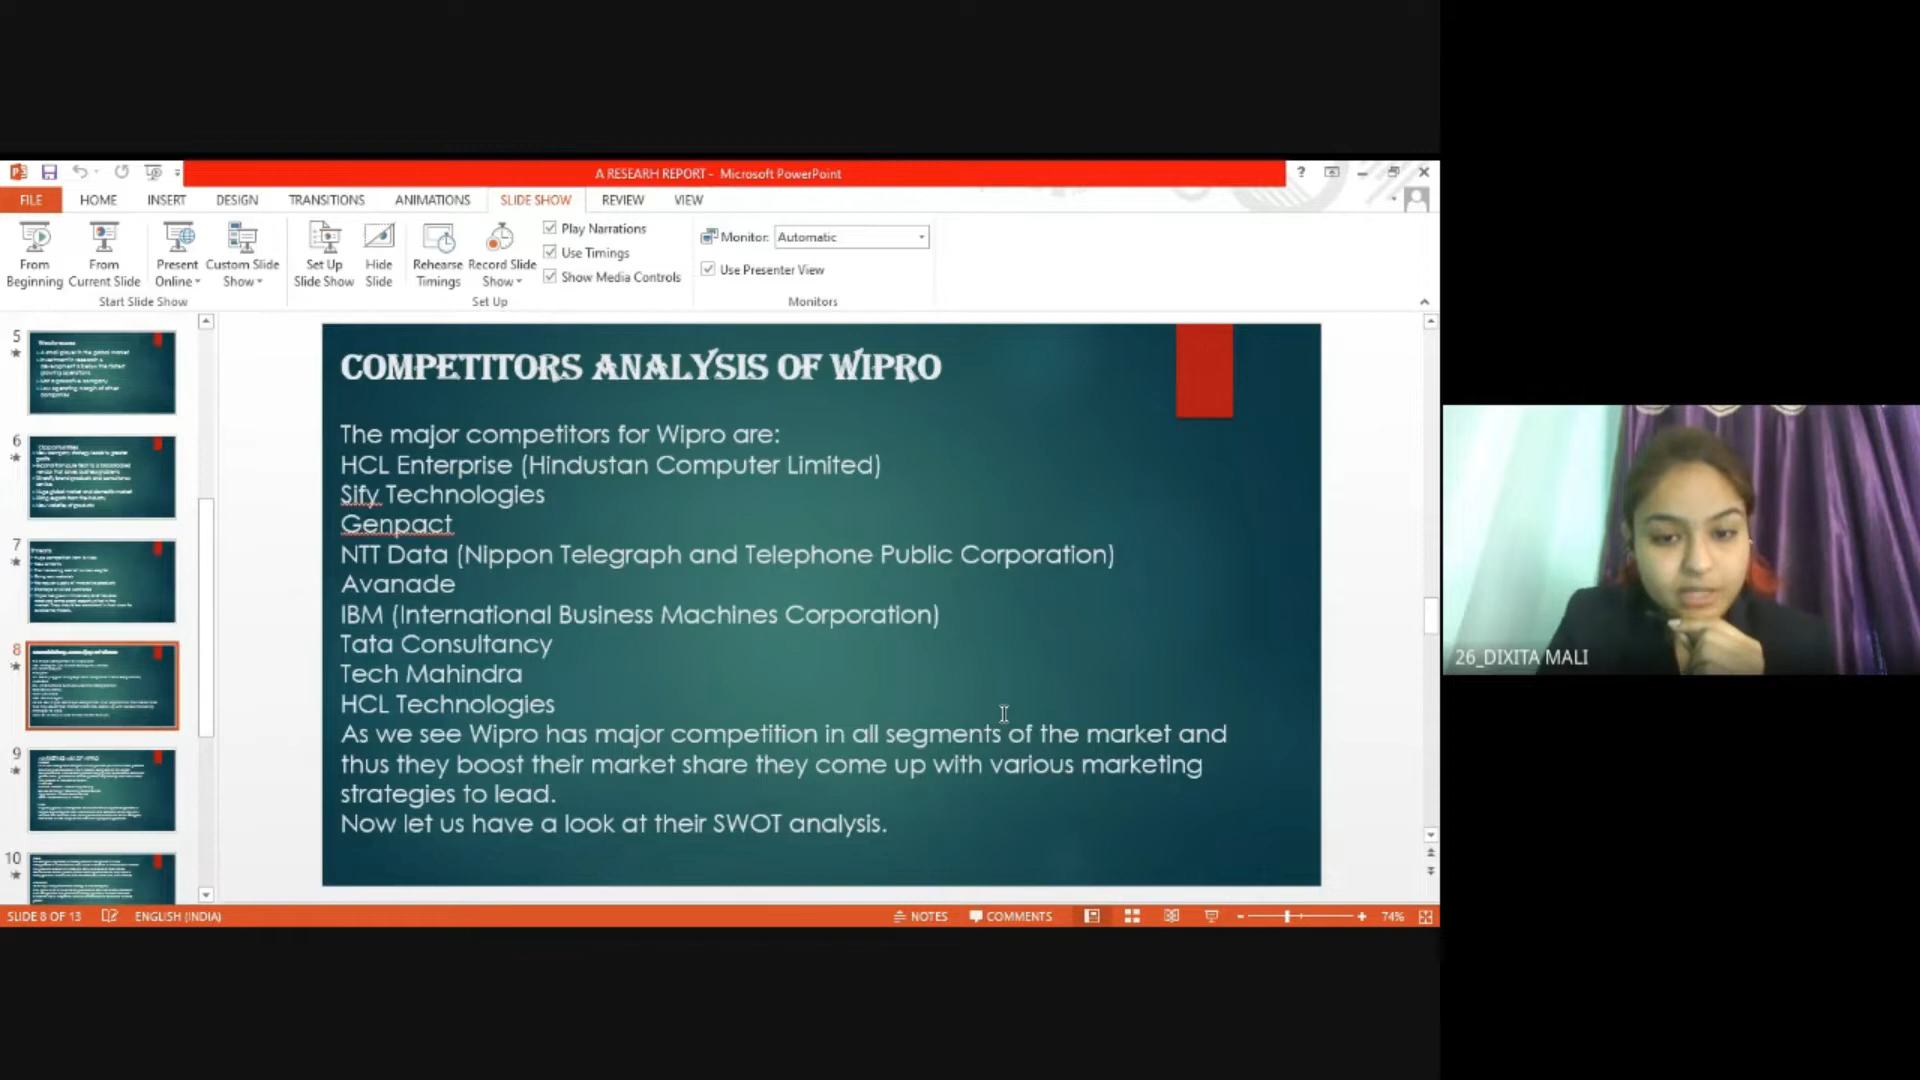 A RESEARH REPORT - Microsoft PowerPoint
FILE HOME INSERT DESIGN TRANSITIONS ANIMATIONS SLIDE SHOW REVIEW VIEW
From Beginning
From Current Slide
Present Online
Custom Slide Show
Set Up Slide Show
Hide Slide
Rehearse Timings
Record Slide Show
Play Narrations
Use Timings
Show Media Controls
Monitor: Automatic
Use Presenter View
Start Slide Show
Set Up
Monitors
5
6
7
8
9
10
COMPETITORS ANALYSIS OF WIPRO
The major competitors for Wipro are:
HCL Enterprise (Hindustan Computer Limited)
Sify Technologies
Genpact
NTT Data (Nippon Telegraph and Telephone Public Corporation)
Avanade
IBM (International Business Machines Corporation)
Tata Consultancy
Tech Mahindra
HCL Technologies
As we see Wipro has major competition in all segments of the market and
thus they boost their market share they come up with various marketing
strategies to lead.
Now let us have a look at their SWOT analysis.
26_DIXITA MALI
SLIDE 8 OF 13 ENGLISH (INDIA) NOTES COMMENTS 74%